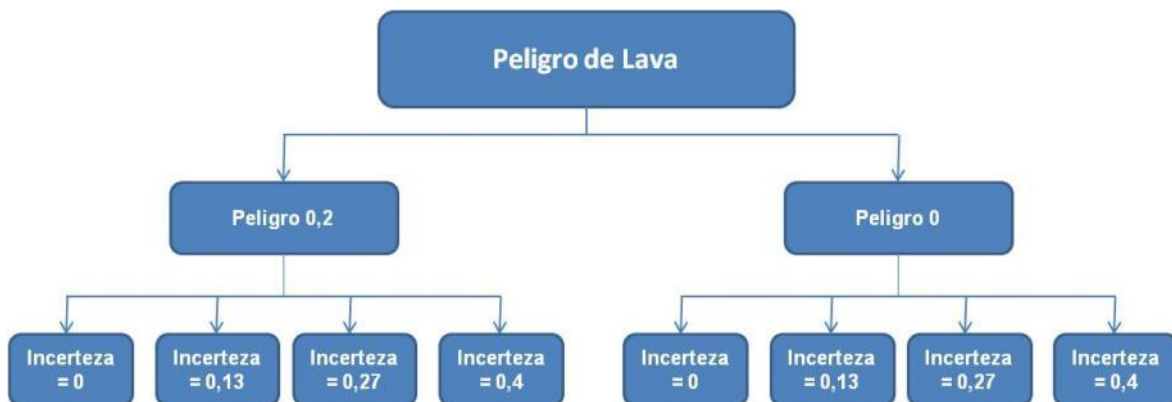 Peligro de Lava
Peligro 0,2
Peligro 0
Incerteza
= 0
Incerteza
= 0,13
Incerteza
= 0,27
Incerteza
= 0,4
Incerteza
= 0
Incerteza
= 0,13
Incerteza
= 0,27
Incerteza
= 0,4